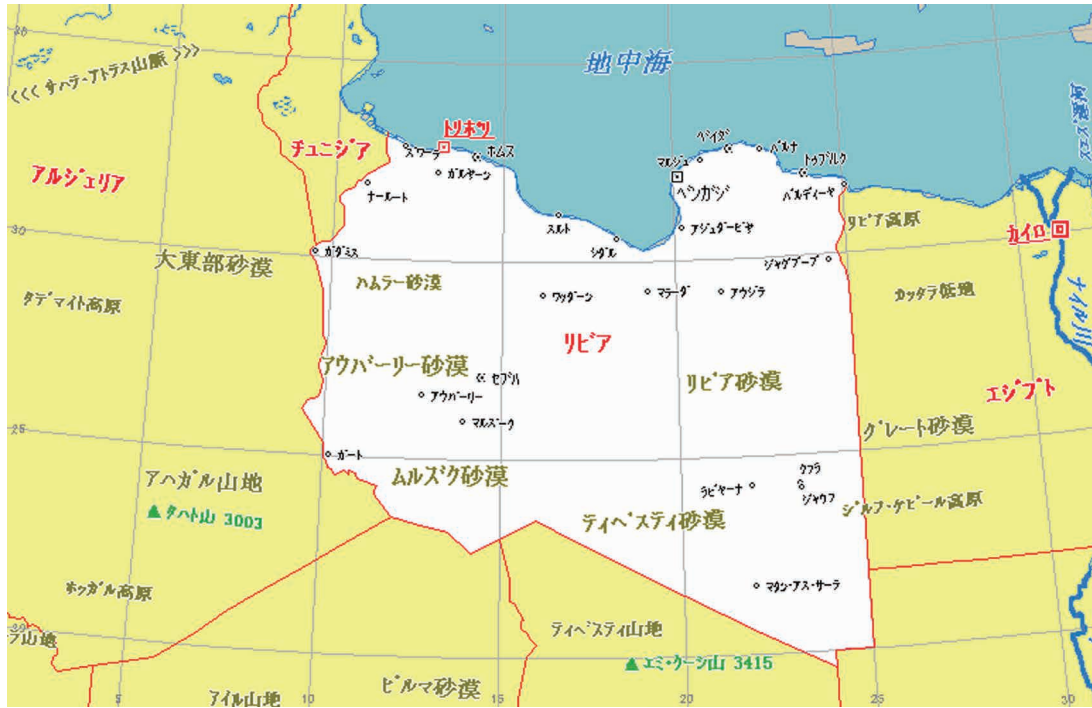 30
<<< サハラ・アトラス山脈 >>>
地中海
アルジェリア
チュニジア
トリポリ
スワーラ
ホムス
ガルヤーン
ナールート
ガダミス
スルト
シドル
ベイダ
マルジュ
デルナ
トゥブルク
ベンガジ
バルディーヤ
アジュダービヤ
リビア高原
カイロ
ナイル川
ジャグブーブ
30
大東部砂漠
タデマイト高原
ハムラー砂漠
ワッダーン
マラーダ
アウジラ
カッタラ低地
リビア
アウバーリー砂漠
セブハ
アウバーリー
マルズーク
リビア砂漠
エジプト
25
グレート砂漠
ガート
アハガル山地
ムルズク砂漠
ラビヤーナ
クフラ
ジャウフ
ジルフ・ケビール高原
▲ タハト山 3003
ティベスティ砂漠
ホッガル高原
マタン・アス・サーラ
20
ラ山地
ティベスティ山地
▲ エミ・クーシ山 3415
アイル山地
ビルマ砂漠
5
10
15
20
25
30